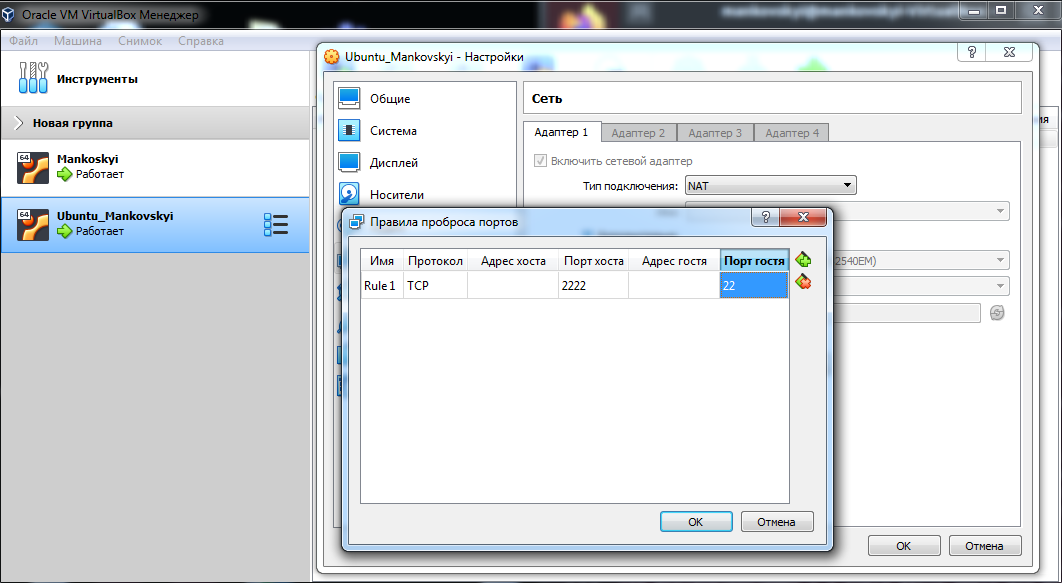 Oracle VM VirtualBox Менеджер
Файл Машина Снимок Справка
Инструменты
Новая группа
64
Mankoskyi
Работает
64
Ubuntu_Mankovskyi
Работает
Ubuntu_Mankovskyi - Настройки
Общие
Система
Дисплей
Носители
Сеть
Адаптер 1 Адаптер 2 Адаптер 3 Адаптер 4
Включить сетевой адаптер
Тип подключения: NAT
2540EM)
Правила проброса портов
Имя Протокол Адрес хоста Порт хоста Адрес гостя Порт гостя
Rule 1 TCP 2222 22
OK Отмена
OK Отмена